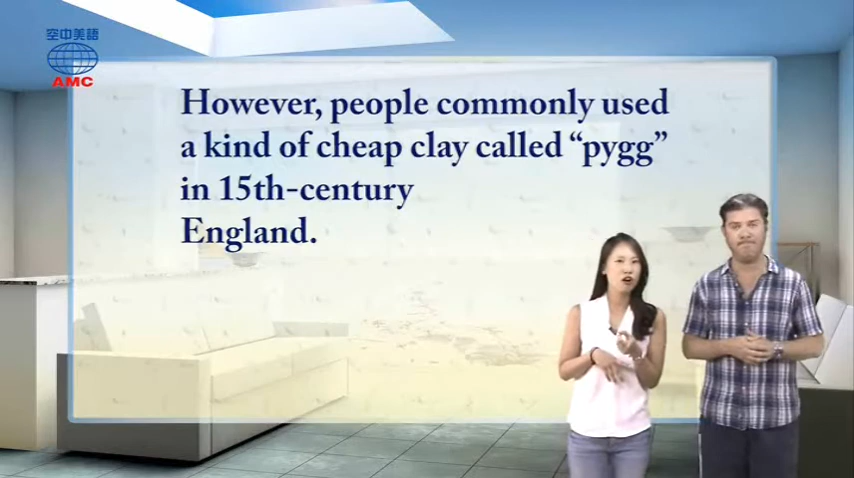 空中美語
AMC
However, people commonly used
a kind of cheap clay called “pygg”
in 15th-century
England.